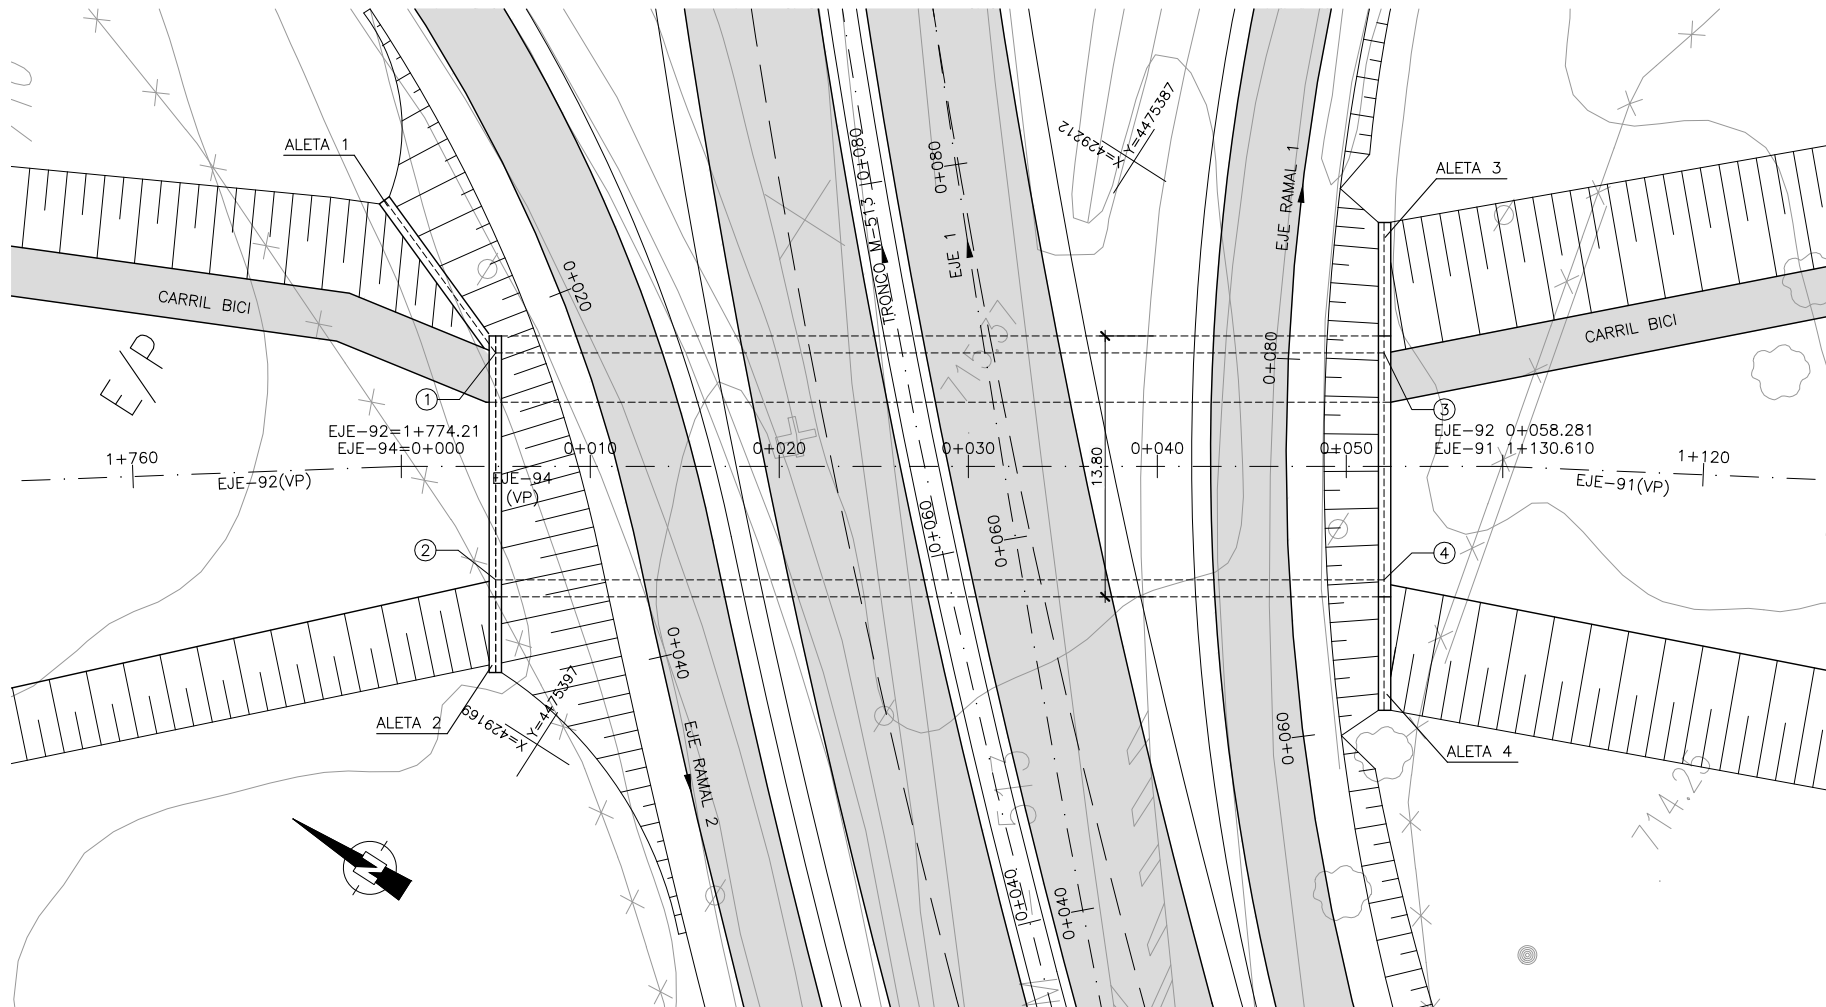 ALETA 1
0+080
0+080
X=429212
Y=4475387
ALETA 3
TRONCO M-513
EJE 1
EJE RAMAL 1
CARRIL BICI
0+020
715,37
0+080
CARRIL BICI
E/P
1
3
EJE-92=1+774.21
EJE-94=0+000
0+010
0+020
0+030
0+040
0+050
EJE-92 0+058.281
EJE-91 1+130.610
1+760
EJE-92(VP)
EJE-94
(VP)
13.80
1+120
EJE-91(VP)
0+060
0+060
2
4
0+040
X=429169
Y=4475397
ALETA 2
EJE RAMAL 2
0+060
ALETA 4
513
714.25
N
0+040
0+040
M